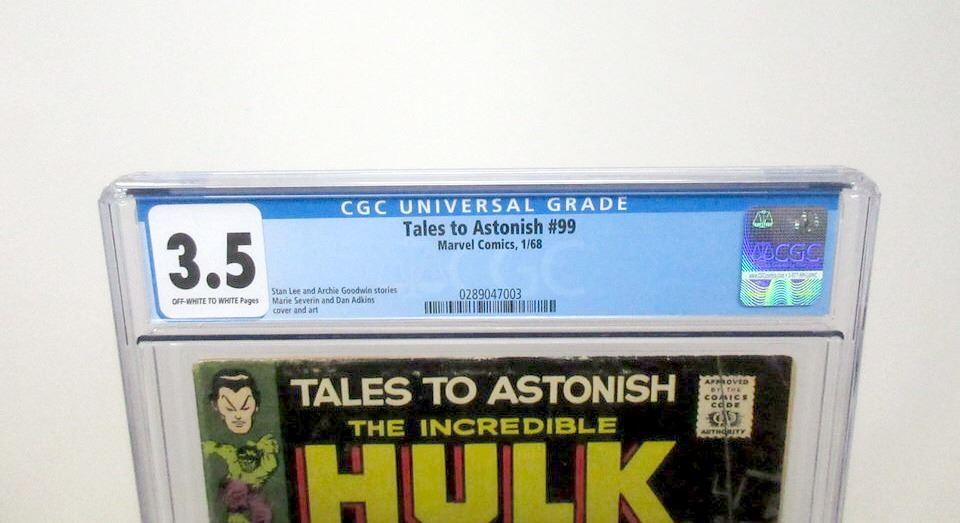 CGC UNIVERSAL GRADE
Tales to Astonish #99
Marvel Comics, 1/68
3.5
OFF-WHITE TO WHITE Pages
Stan Lee and Archie Goodwin stories
Marie Severin and Dan Adkins
cover and art
0289047003
CGC
TALES TO ASTONISH
THE INCREDIBLE
HULK
APPROVED
BY THE
COMICS
CODE
AUTHORITY